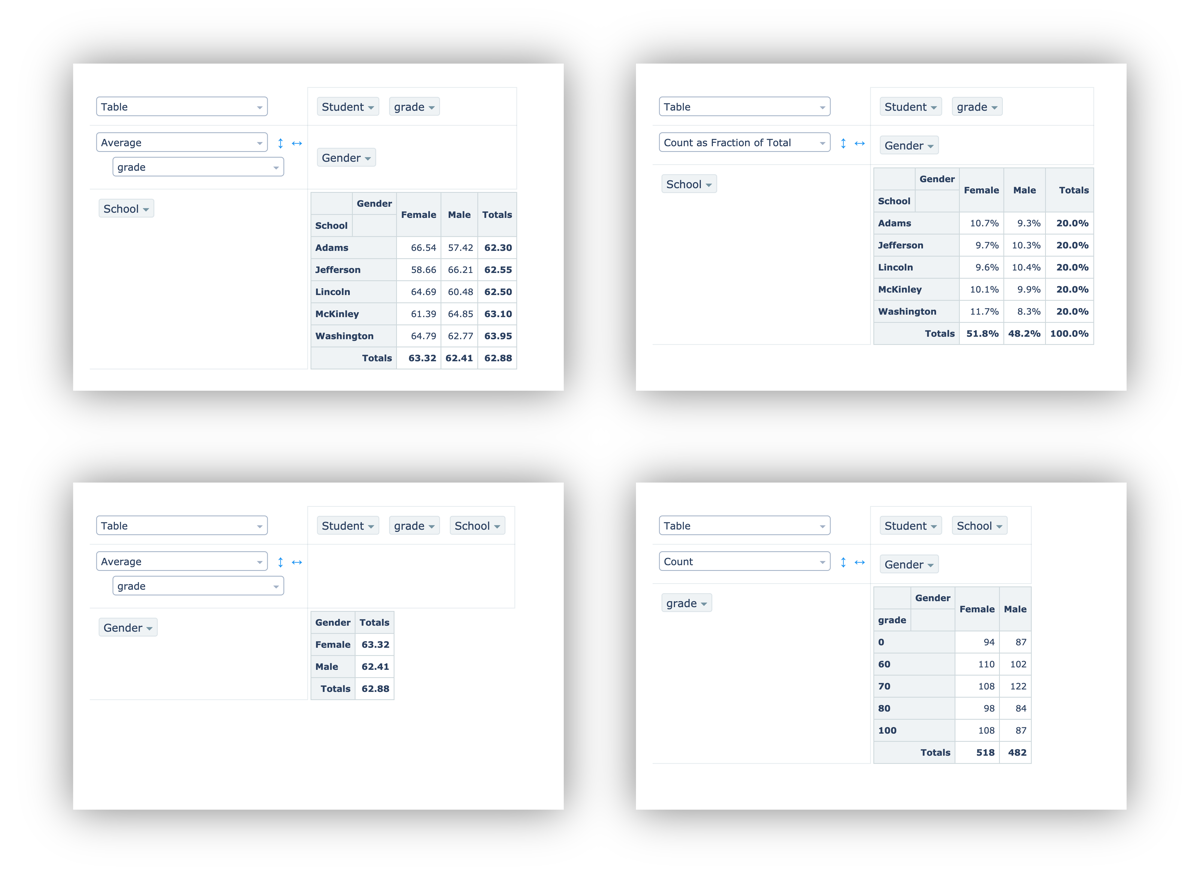 Table
Student grade
Average
grade
Gender
School
Gender Female Male Totals
School
Adams 66.54 57.42 62.30
Jefferson 58.66 66.21 62.55
Lincoln 64.69 60.48 62.50
McKinley 61.39 64.85 63.10
Washington 64.79 62.77 63.95
Totals 63.32 62.41 62.88
Table
Student grade
Count as Fraction of Total
Gender
School
Gender Female Male Totals
School
Adams 10.7% 9.3% 20.0%
Jefferson 9.7% 10.3% 20.0%
Lincoln 9.6% 10.4% 20.0%
McKinley 10.1% 9.9% 20.0%
Washington 11.7% 8.3% 20.0%
Totals 51.8% 48.2% 100.0%
Table
Student grade School
Average
grade
Gender
Gender Totals
Female 63.32
Male 62.41
Totals 62.88
Table
Student School
Count
Gender
grade
Gender Female Male
grade
0 94 87
60 110 102
70 108 122
80 98 84
100 108 87
Totals 518 482